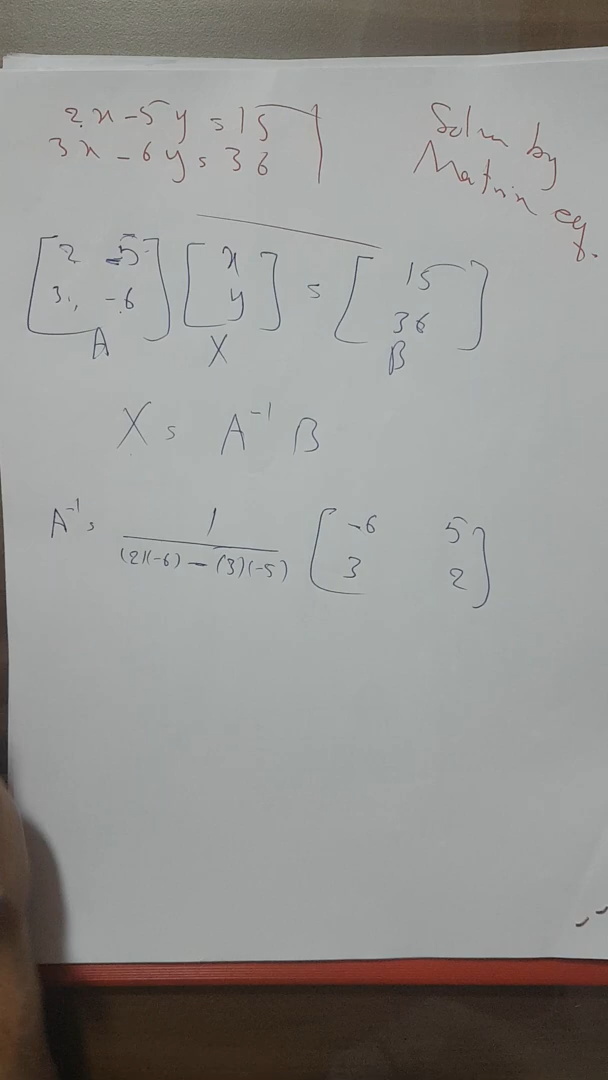 2x - 5y = 15
3x - 6y = 36
Solve by
Matrix eq.
[2 -5] [x] = [15]
[3 -6] [y] = [36]
A X B
X = A⁻¹ B
A⁻¹ = 1 / (2)(-6) - (3)(-5) [-6 5]
[3 2]